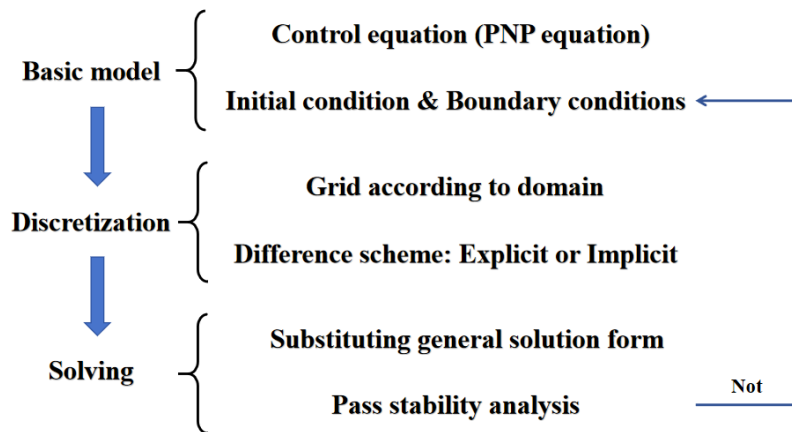 Control equation (PNP equation)
Basic model
Initial condition & Boundary conditions
Grid according to domain
Discretization
Difference scheme: Explicit or Implicit
Substituting general solution form
Solving
Not
Pass stability analysis